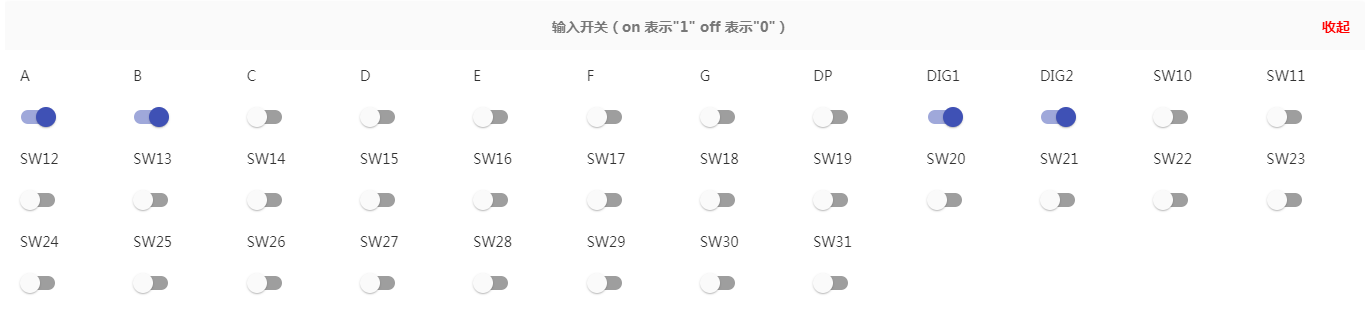 输入开关 ( on 表示"1" off 表示"0" )
收起
A B C D E F G DP DIG1 DIG2 SW10 SW11
SW12 SW13 SW14 SW15 SW16 SW17 SW18 SW19 SW20 SW21 SW22 SW23
SW24 SW25 SW26 SW27 SW28 SW29 SW30 SW31